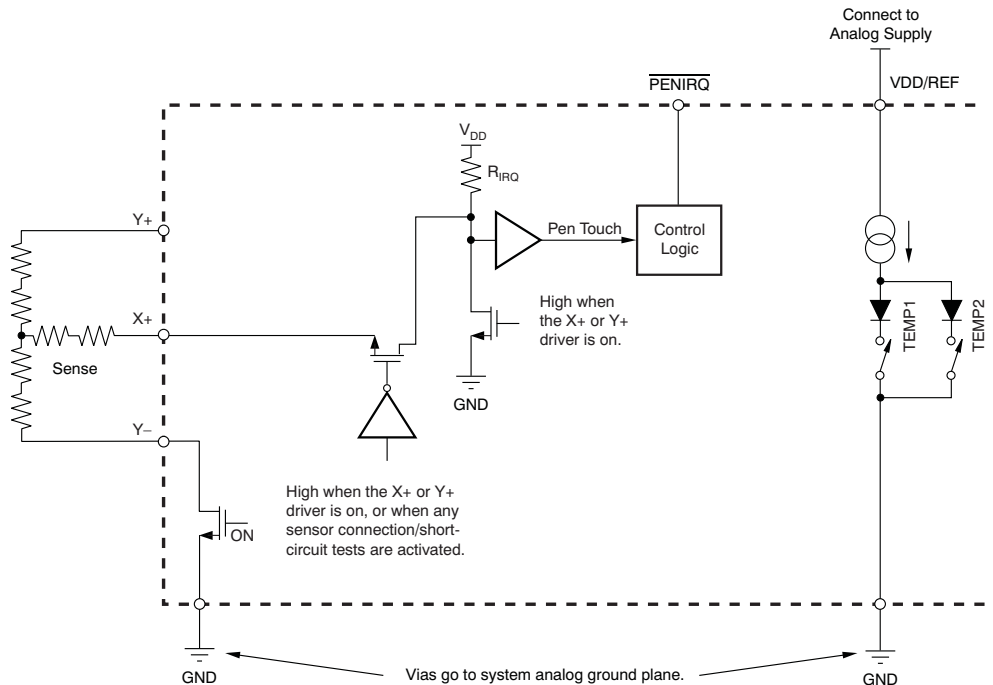 Connect to
Analog Supply
PENIRQ
VDD/REF
VDD
RIRQ
Y+
Pen Touch
Control
Logic
High when
the X+ or Y+
driver is on.
X+
TEMP1
TEMP2
Sense
GND
Y–
High when the X+ or Y+
driver is on, or when any
sensor connection/short-
circuit tests are activated.
ON
Vias go to system analog ground plane.
GND
GND